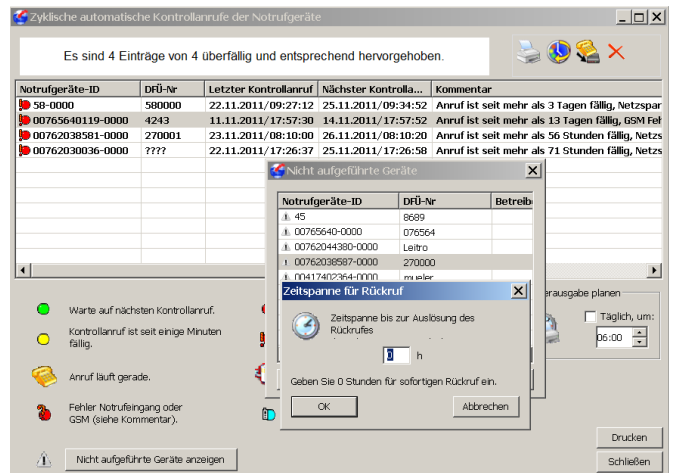 Zyklische automatische Kontrollanrufe der Notrufgeräte
Es sind 4 Einträge von 4 überfällig und entsprechend hervorgehoben.
Notrufgeräte-ID DFÜ-Nr Letzter Kontrollanruf Nächster Kontrolla... Kommentar
58-0000 580000 22.11.2011/09:27:12 25.11.2011/09:34:52 Anruf ist seit mehr als 3 Tagen fällig, Netzspar
00765640119-0000 4243 11.11.2011/17:57:30 14.11.2011/17:57:52 Anruf ist seit mehr als 13 Tagen fällig, GSM Feh
00762038581-0000 270001 23.11.2011/08:10:00 26.11.2011/08:10:20 Anruf ist seit mehr als 56 Stunden fällig, Netzs
00762030036-0000 ???? 22.11.2011/17:26:37 25.11.2011/17:26:58 Anruf ist seit mehr als 71 Stunden fällig, Netzs
Nicht aufgeführte Geräte
Notrufgeräte-ID DFÜ-Nr Betreibe
45 8689
00765640-0000 076564
00762044380-0000 Leitro
00762038587-0000 270000
00417402364-0000 mueler
Zeitspanne für Rückruf
Zeitspanne bis zur Auslösung des
Rückrufes
0 h
Geben Sie 0 Stunden für sofortigen Rückruf ein.
OK Abbrechen
erausgabe planen
Täglich, um:
06:00
Warte auf nächsten Kontrollanruf.
Kontrollanruf ist seit einige Minuten
fällig.
Anruf läuft gerade.
Fehler Notrufeingang oder
GSM (siehe Kommentar).
Nicht aufgeführte Geräte anzeigen
Drucken
Schließen